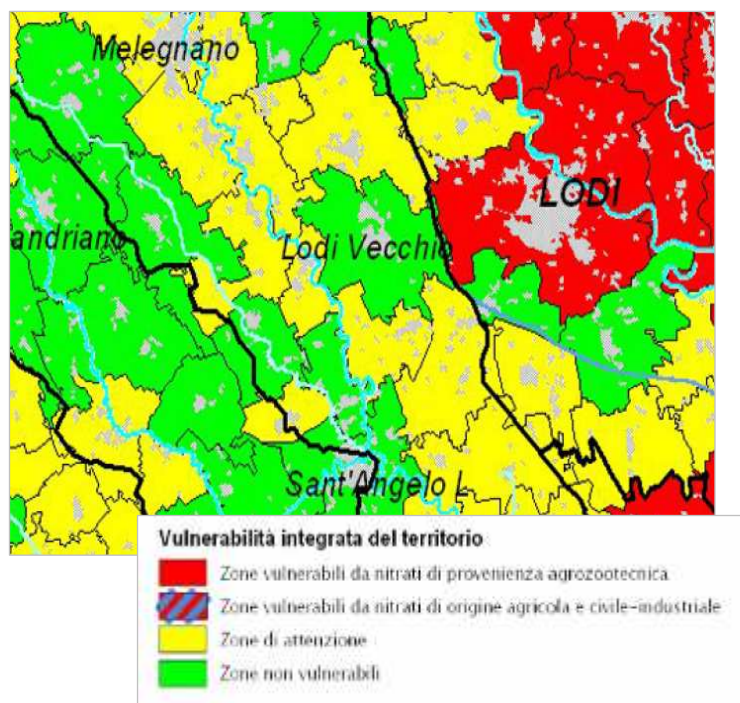 Melegnano
LODI
andriano
Lodi Vecchio
Sant'Angelo L
Vulnerabilità integrata del territorio
Zone vulnerabili da nitrati di provenienza agrozootecnica
Zone vulnerabili da nitrati di origine agricola e civile-industriale
Zone di attenzione
Zone non vulnerabili